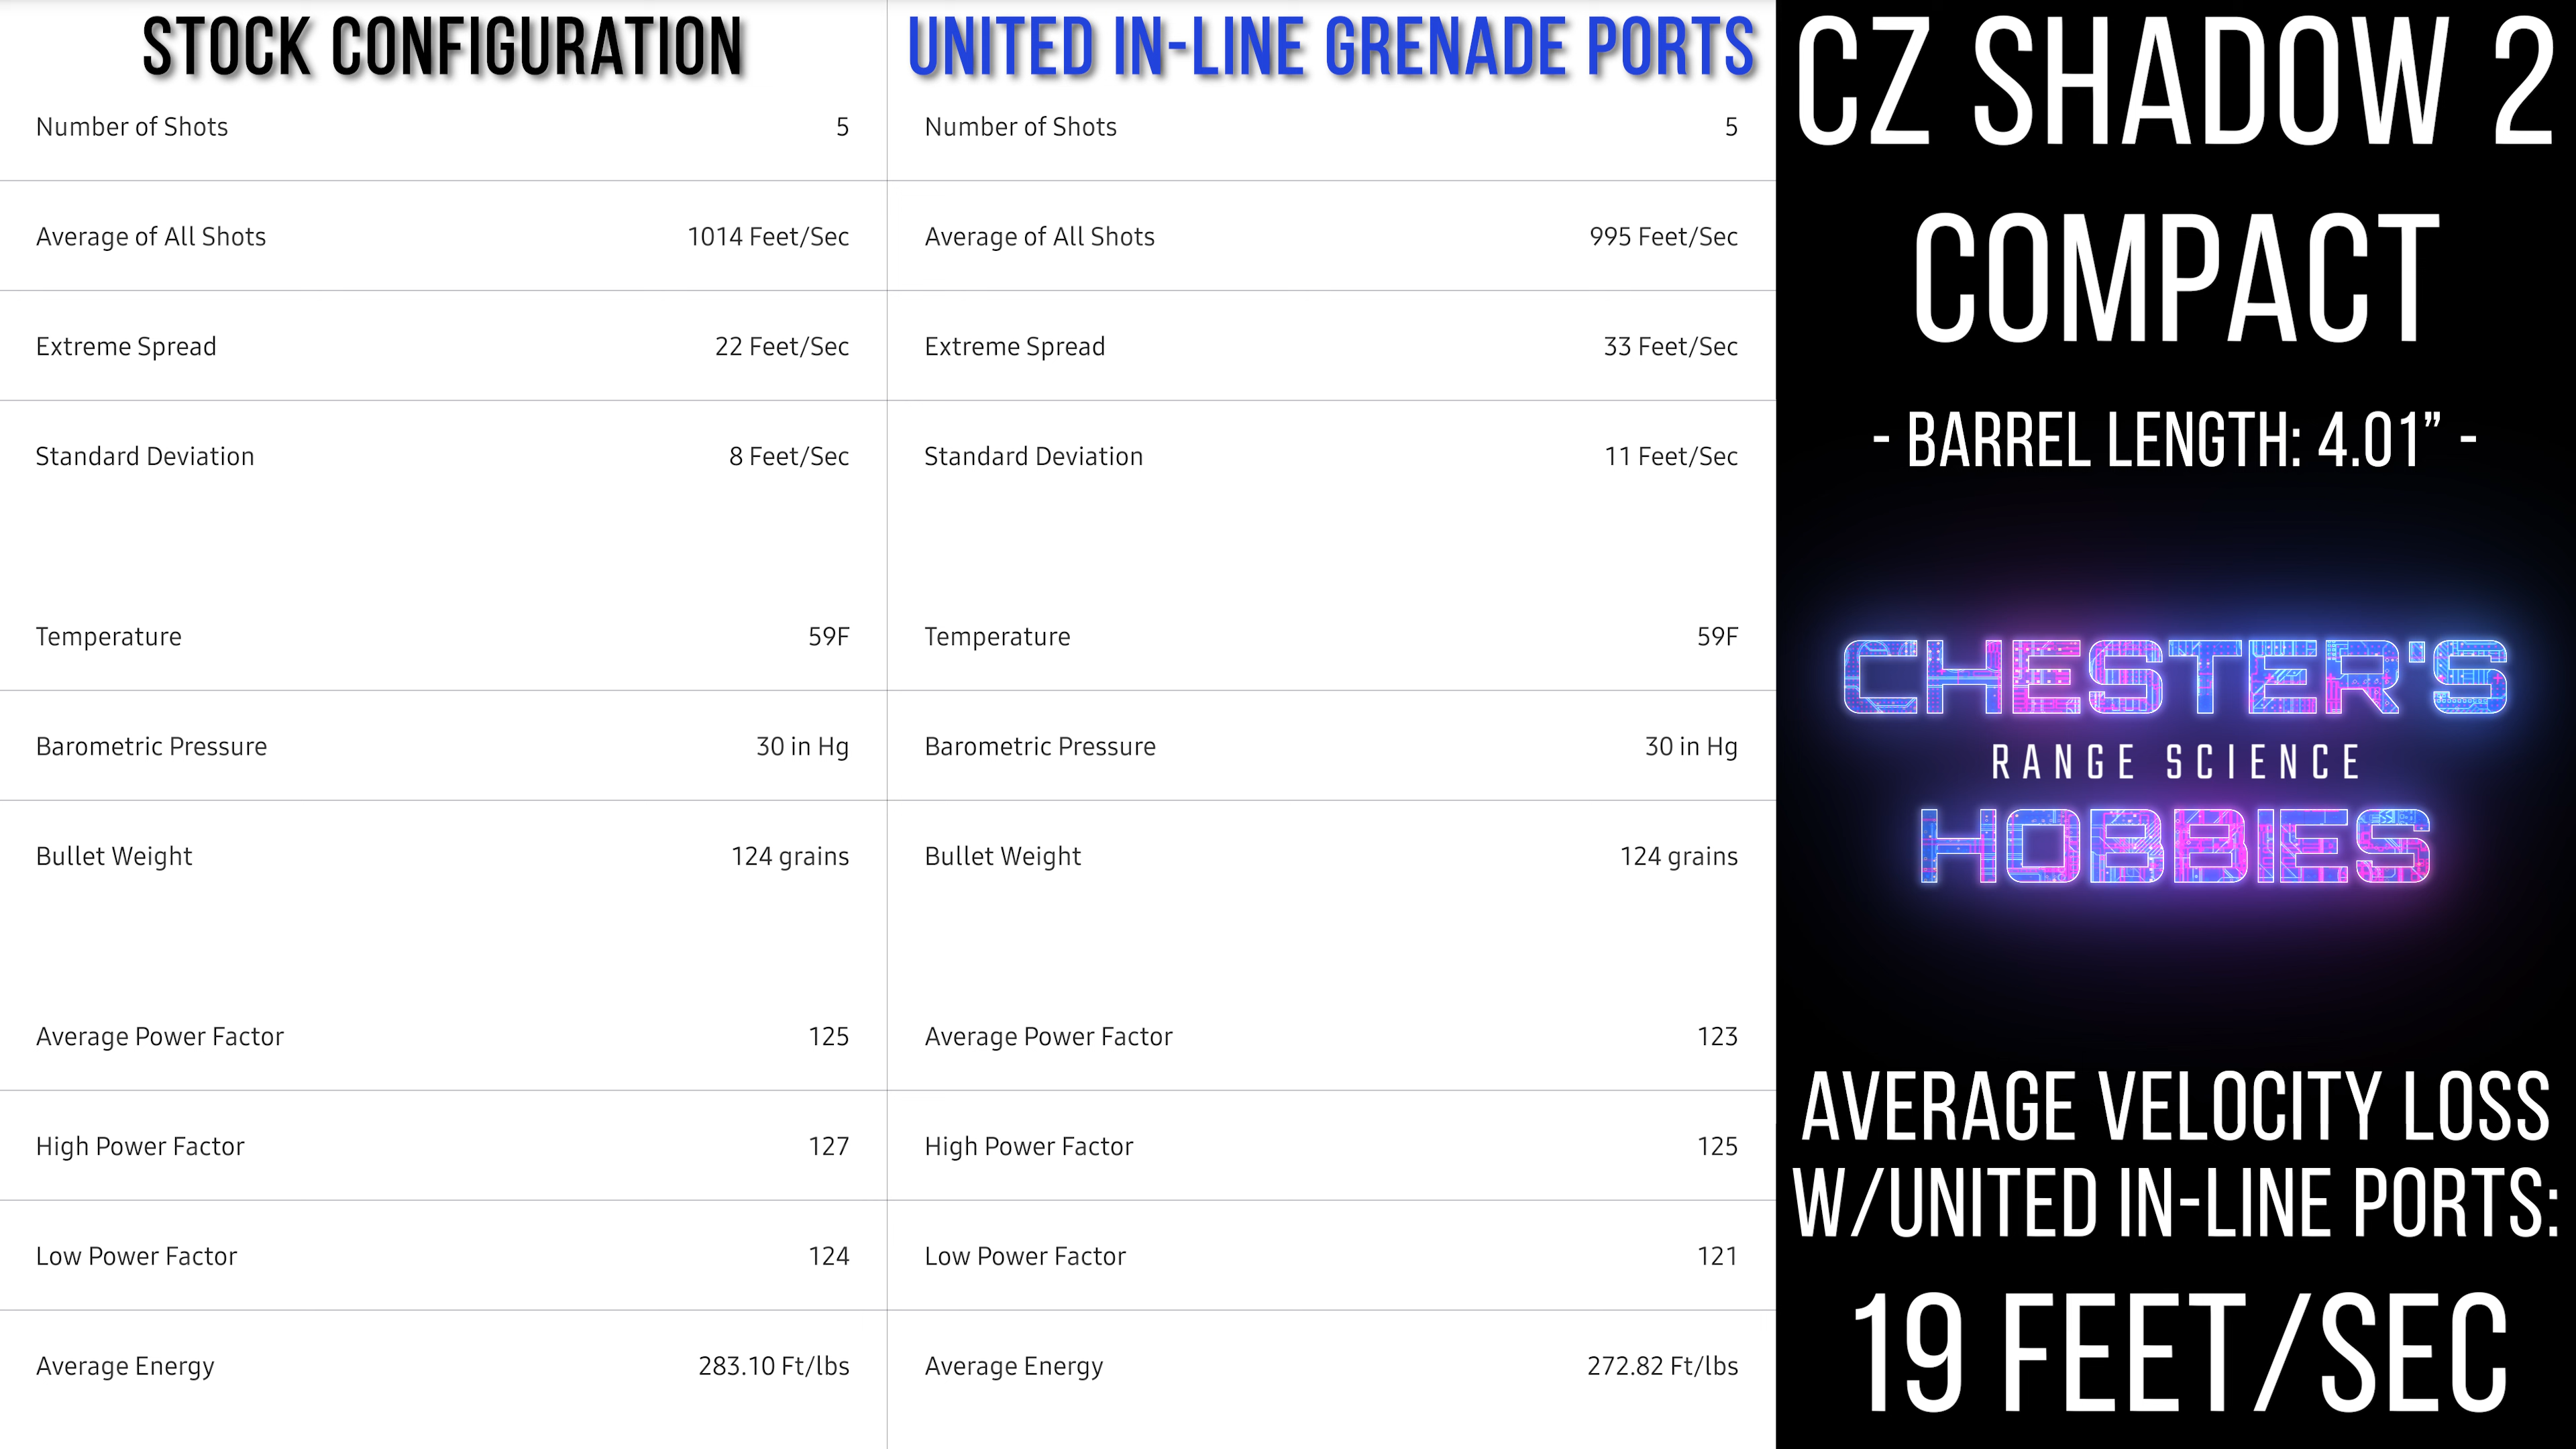 STOCK CONFIGURATION
Number of Shots 5
Average of All Shots 1014 Feet/Sec
Extreme Spread 22 Feet/Sec
Standard Deviation 8 Feet/Sec
Temperature 59F
Barometric Pressure 30 in Hg
Bullet Weight 124 grains
Average Power Factor 125
High Power Factor 127
Low Power Factor 124
Average Energy 283.10 Ft/lbs
UNITED IN-LINE GRENADE PORTS
Number of Shots 5
Average of All Shots 995 Feet/Sec
Extreme Spread 33 Feet/Sec
Standard Deviation 11 Feet/Sec
Temperature 59F
Barometric Pressure 30 in Hg
Bullet Weight 124 grains
Average Power Factor 123
High Power Factor 125
Low Power Factor 121
Average Energy 272.82 Ft/lbs
CZ SHADOW 2
COMPACT
- BARREL LENGTH: 4.01” -
CHESTER'S
RANGE SCIENCE
HOBBIES
AVERAGE VELOCITY LOSS
W/UNITED IN-LINE PORTS:
19 FEET/SEC